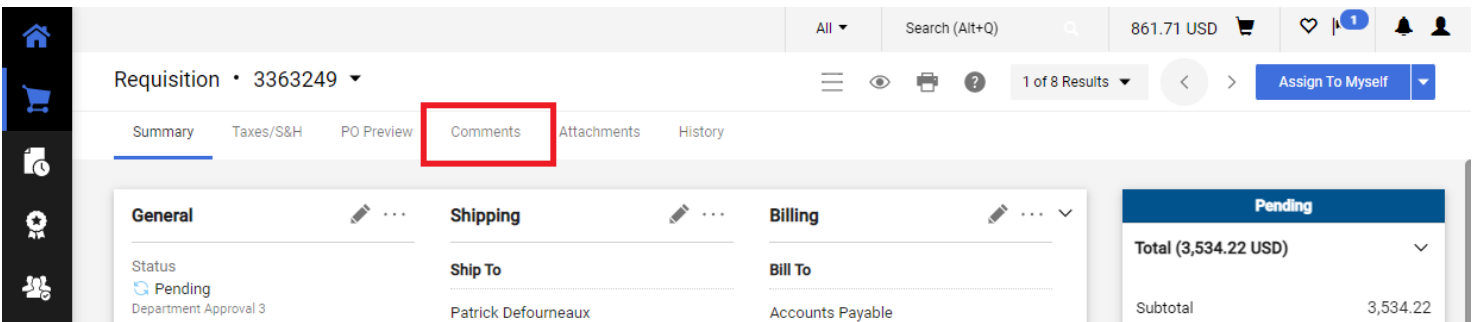 All
Search (Alt+Q)
861.71 USD
1
Requisition • 3363249
?
1 of 8 Results
Assign To Myself
Summary
Taxes/S&H
PO Preview
Comments
Attachments
History
General
Status
Pending
Department Approval 3
Shipping
Ship To
Patrick Defourneaux
Billing
Bill To
Accounts Payable
Pending
Total (3,534.22 USD)
Subtotal 3,534.22